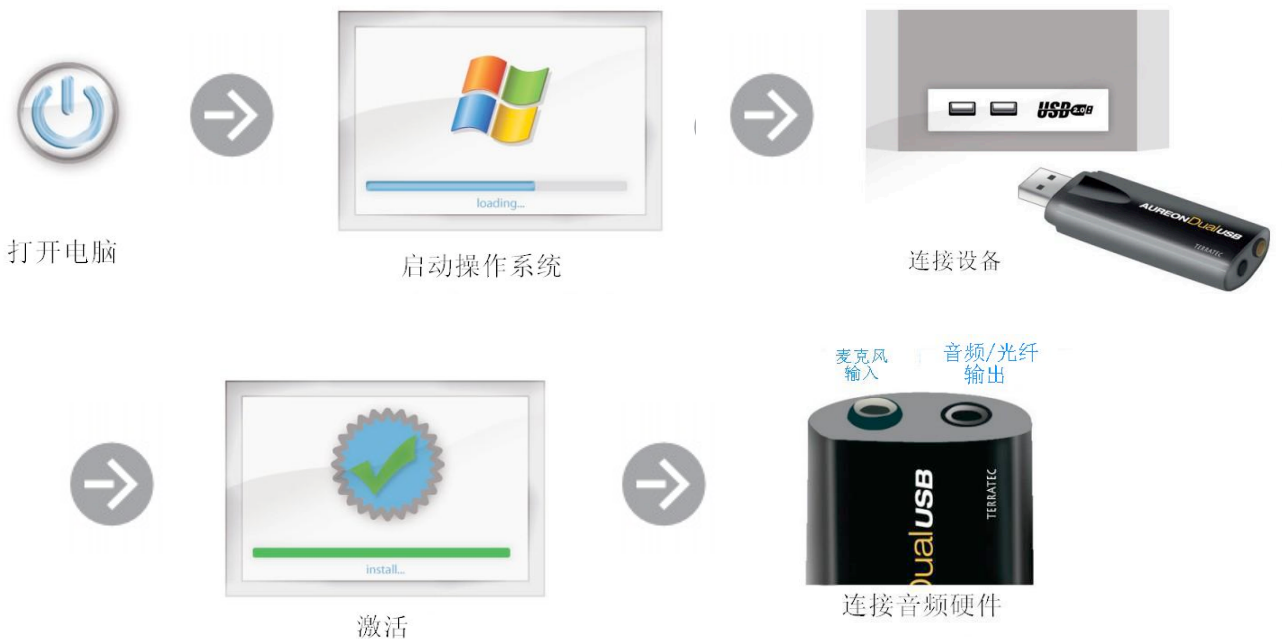 打开电脑
loading...
启动操作系统
USB 2.0
AUREON Dual USB
TERRATEC
连接设备
install...
激活
麦克风
输入
音频/光纤
输出
Dual USB
TERRATEC
连接音频硬件